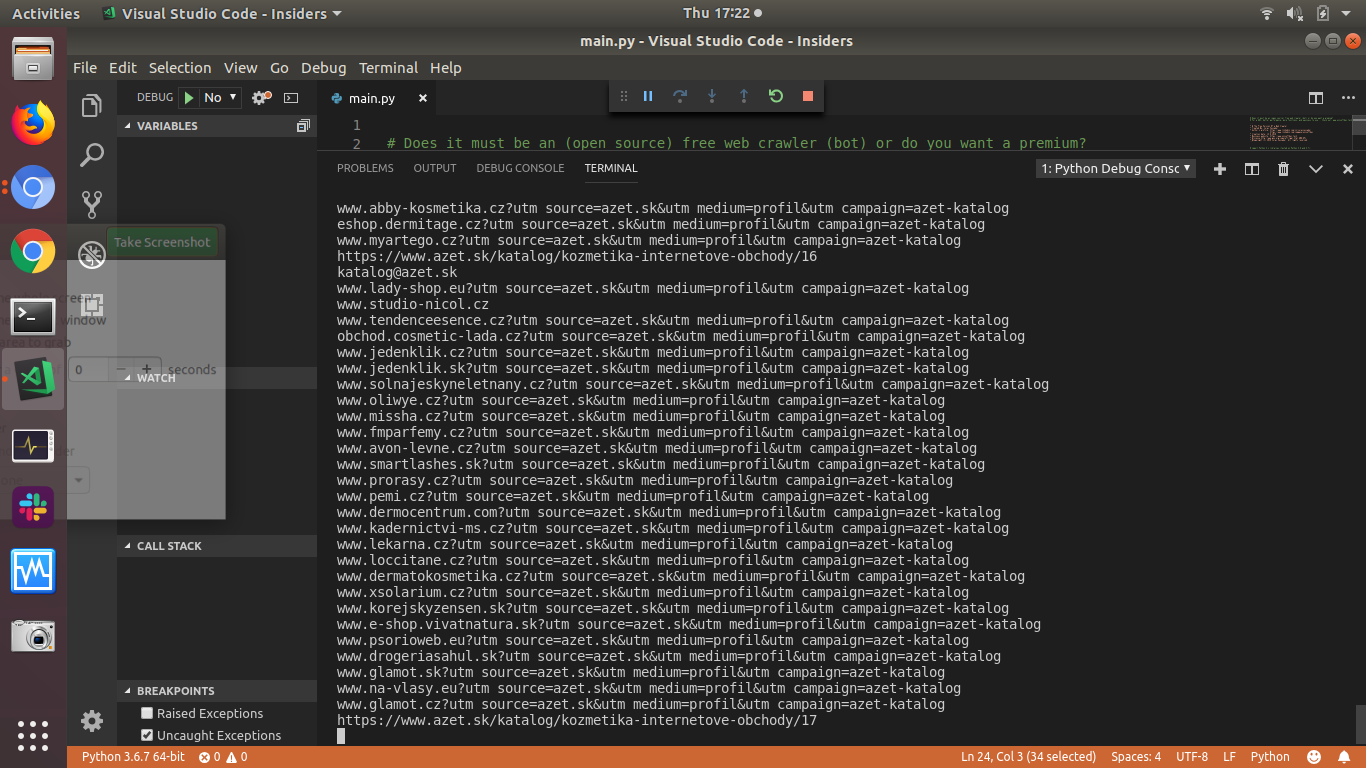 Activities Visual Studio Code - Insiders Thu 17:22
main.py - Visual Studio Code - Insiders
File Edit Selection View Go Debug Terminal Help
DEBUG No
main.py
VARIABLES
1
2 # Does it must be an (open source) free web crawler (bot) or do you want a premium?
PROBLEMS OUTPUT DEBUG CONSOLE TERMINAL 1: Python Debug Consc
www.abby-kosmetika.cz?utm source=azet.sk&utm medium=profil&utm campaign=azet-katalog
eshop.dermitage.cz?utm source=azet.sk&utm medium=profil&utm campaign=azet-katalog
www.myartego.cz?utm source=azet.sk&utm medium=profil&utm campaign=azet-katalog
https://www.azet.sk/katalog/kozmetika-internetove-obchody/16
katalog@azet.sk
www.lady-shop.eu?utm source=azet.sk&utm medium=profil&utm campaign=azet-katalog
www.studio-nicol.cz
www.tendenceesence.cz?utm source=azet.sk&utm medium=profil&utm campaign=azet-katalog
obchod.cosmetic-lada.cz?utm source=azet.sk&utm medium=profil&utm campaign=azet-katalog
www.jedenklik.cz?utm source=azet.sk&utm medium=profil&utm campaign=azet-katalog
www.jedenklik.sk?utm source=azet.sk&utm medium=profil&utm campaign=azet-katalog
www.solnajeskyneletnany.cz?utm source=azet.sk&utm medium=profil&utm campaign=azet-katalog
www.oliwye.cz?utm source=azet.sk&utm medium=profil&utm campaign=azet-katalog
www.missha.cz?utm source=azet.sk&utm medium=profil&utm campaign=azet-katalog
www.fmparfemy.cz?utm source=azet.sk&utm medium=profil&utm campaign=azet-katalog
www.avon-levne.cz?utm source=azet.sk&utm medium=profil&utm campaign=azet-katalog
www.smartlashes.sk?utm source=azet.sk&utm medium=profil&utm campaign=azet-katalog
www.prorasy.cz?utm source=azet.sk&utm medium=profil&utm campaign=azet-katalog
www.pemi.cz?utm source=azet.sk&utm medium=profil&utm campaign=azet-katalog
www.dermocentrum.com?utm source=azet.sk&utm medium=profil&utm campaign=azet-katalog
www.kadernictvi-ms.cz?utm source=azet.sk&utm medium=profil&utm campaign=azet-katalog
www.lekarna.cz?utm source=azet.sk&utm medium=profil&utm campaign=azet-katalog
www.loccitane.cz?utm source=azet.sk&utm medium=profil&utm campaign=azet-katalog
www.dermatokosmetika.cz?utm source=azet.sk&utm medium=profil&utm campaign=azet-katalog
www.xsolarium.cz?utm source=azet.sk&utm medium=profil&utm campaign=azet-katalog
www.korejskyzensen.sk?utm source=azet.sk&utm medium=profil&utm campaign=azet-katalog
www.e-shop.vivatnatura.sk?utm source=azet.sk&utm medium=profil&utm campaign=azet-katalog
www.psorioweb.eu?utm source=azet.sk&utm medium=profil&utm campaign=azet-katalog
www.drogeriasahul.sk?utm source=azet.sk&utm medium=profil&utm campaign=azet-katalog
www.glamot.sk?utm source=azet.sk&utm medium=profil&utm campaign=azet-katalog
www.na-vlasy.eu?utm source=azet.sk&utm medium=profil&utm campaign=azet-katalog
www.glamot.cz?utm source=azet.sk&utm medium=profil&utm campaign=azet-katalog
https://www.azet.sk/katalog/kozmetika-internetove-obchody/17
Take Screenshot
window
area to grab
0 − + seconds
WATCH
CALL STACK
BREAKPOINTS
Raised Exceptions
Uncaught Exceptions
Python 3.6.7 64-bit 0 0 Ln 24, Col 3 (34 selected) Spaces: 4 UTF-8 LF Python